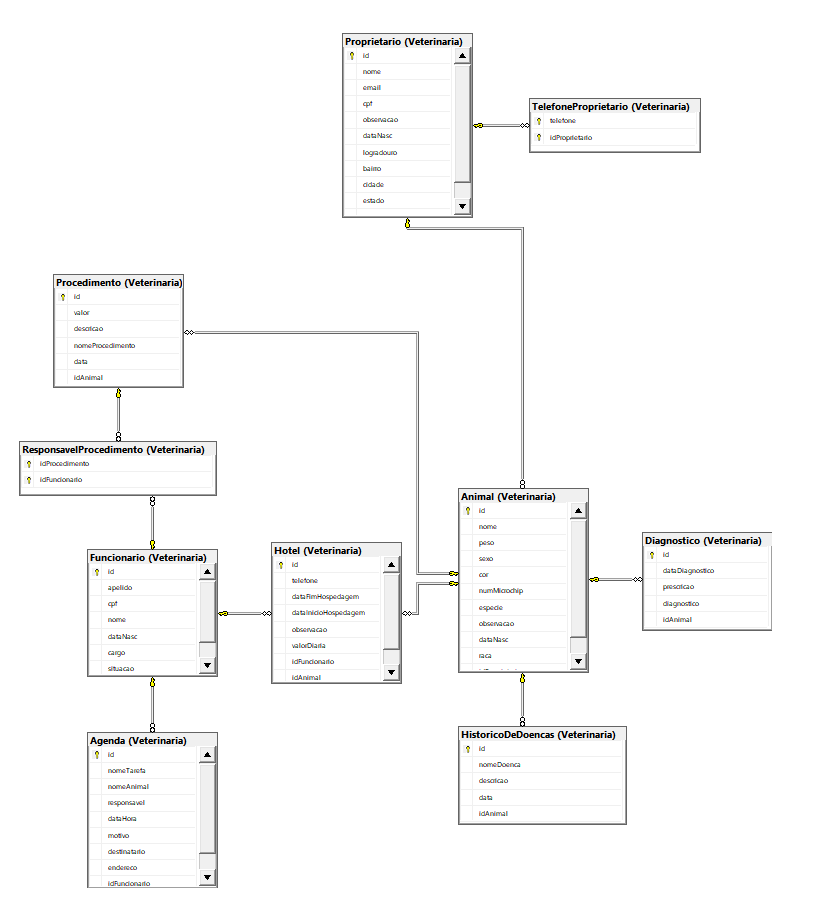 Proprietario (Veterinaria)
id
nome
email
cpf
observacao
dataNasc
logradouro
bairro
cidade
estado
TelefoneProprietario (Veterinaria)
telefone
idProprietario
Procedimento (Veterinaria)
id
valor
descricao
nomeProcedimento
data
idAnimal
ResponsavelProcedimento (Veterinaria)
idProcedimento
idFuncionario
Funcionario (Veterinaria)
id
apelido
cpf
nome
dataNasc
cargo
situacao
Hotel (Veterinaria)
id
telefone
dataFimHospedagem
dataInicioHospedagem
observacao
valorDiaria
idFuncionario
idAnimal
Animal (Veterinaria)
id
nome
peso
sexo
cor
numMicrochip
especie
observacao
dataNasc
raca
Diagnostico (Veterinaria)
id
dataDiagnostico
prescricao
diagnostico
idAnimal
Agenda (Veterinaria)
id
nomeTarefa
nomeAnimal
responsavel
dataHora
motivo
destinatario
endereco
idFuncionario
HistoricoDeDoencas (Veterinaria)
id
nomeDoenca
descricao
data
idAnimal